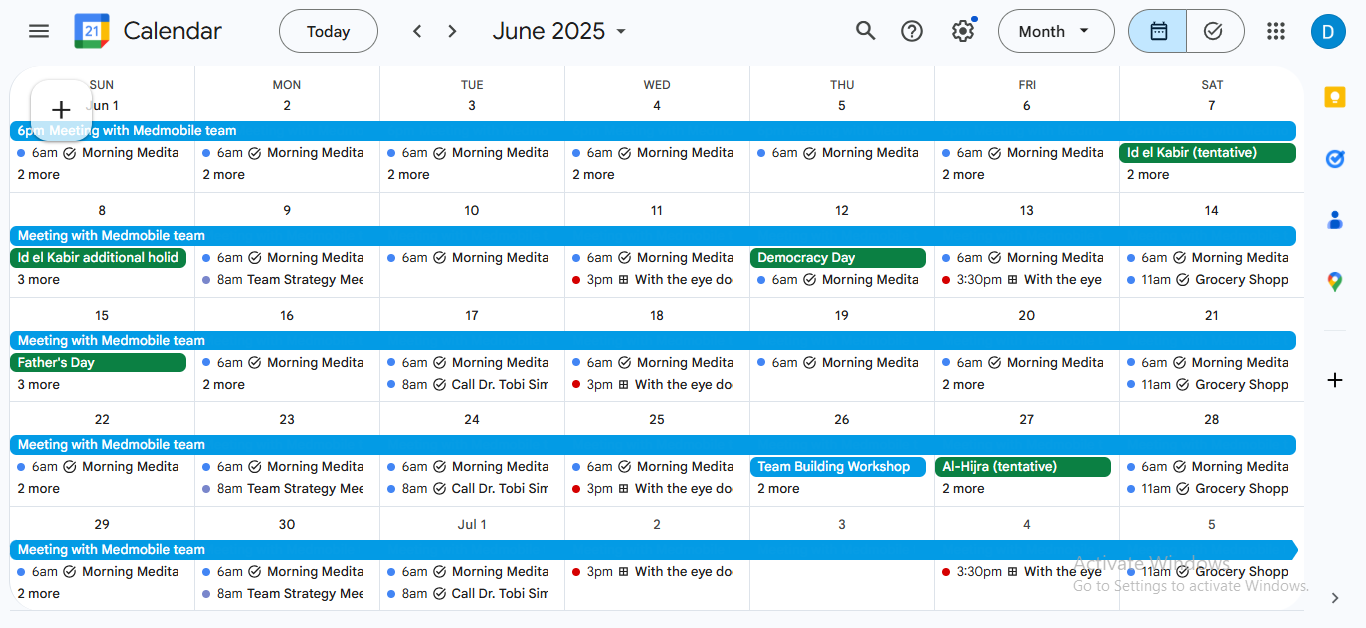 21 Calendar Today June 2025 Month D
SUN MON TUE WED THU FRI SAT
Jun 1 2 3 4 5 6 7
6pm Meeting with Medmobile team
6am Morning Medita 6am Morning Medita 6am Morning Medita 6am Morning Medita 6am Morning Medita 6am Morning Medita Id el Kabir (tentative)
2 more 2 more 2 more 2 more 2 more 2 more
8 9 10 11 12 13 14
Meeting with Medmobile team
Id el Kabir additional holid 6am Morning Medita 6am Morning Medita 6am Morning Medita Democracy Day 6am Morning Medita 6am Morning Medita
3 more 8am Team Strategy Mee 3pm With the eye do 6am Morning Medita 3:30pm With the eye 11am Grocery Shopp
15 16 17 18 19 20 21
Meeting with Medmobile team
Father's Day 6am Morning Medita 6am Morning Medita 6am Morning Medita 6am Morning Medita 6am Morning Medita 6am Morning Medita
3 more 2 more 8am Call Dr. Tobi Sim 3pm With the eye do 2 more 11am Grocery Shopp
22 23 24 25 26 27 28
Meeting with Medmobile team
6am Morning Medita 6am Morning Medita 6am Morning Medita 6am Morning Medita Team Building Workshop Al-Hijra (tentative) 6am Morning Medita
2 more 8am Team Strategy Mee 8am Call Dr. Tobi Sim 3pm With the eye do 2 more 2 more 11am Grocery Shopp
29 30 Jul 1 2 3 4 5
Meeting with Medmobile team
6am Morning Medita 6am Morning Medita 6am Morning Medita 3pm With the eye do 3:30pm With the eye 11am Grocery Shopp
2 more 8am Team Strategy Mee 8am Call Dr. Tobi Sim
Activate Windows
Go to Settings to activate Windows.